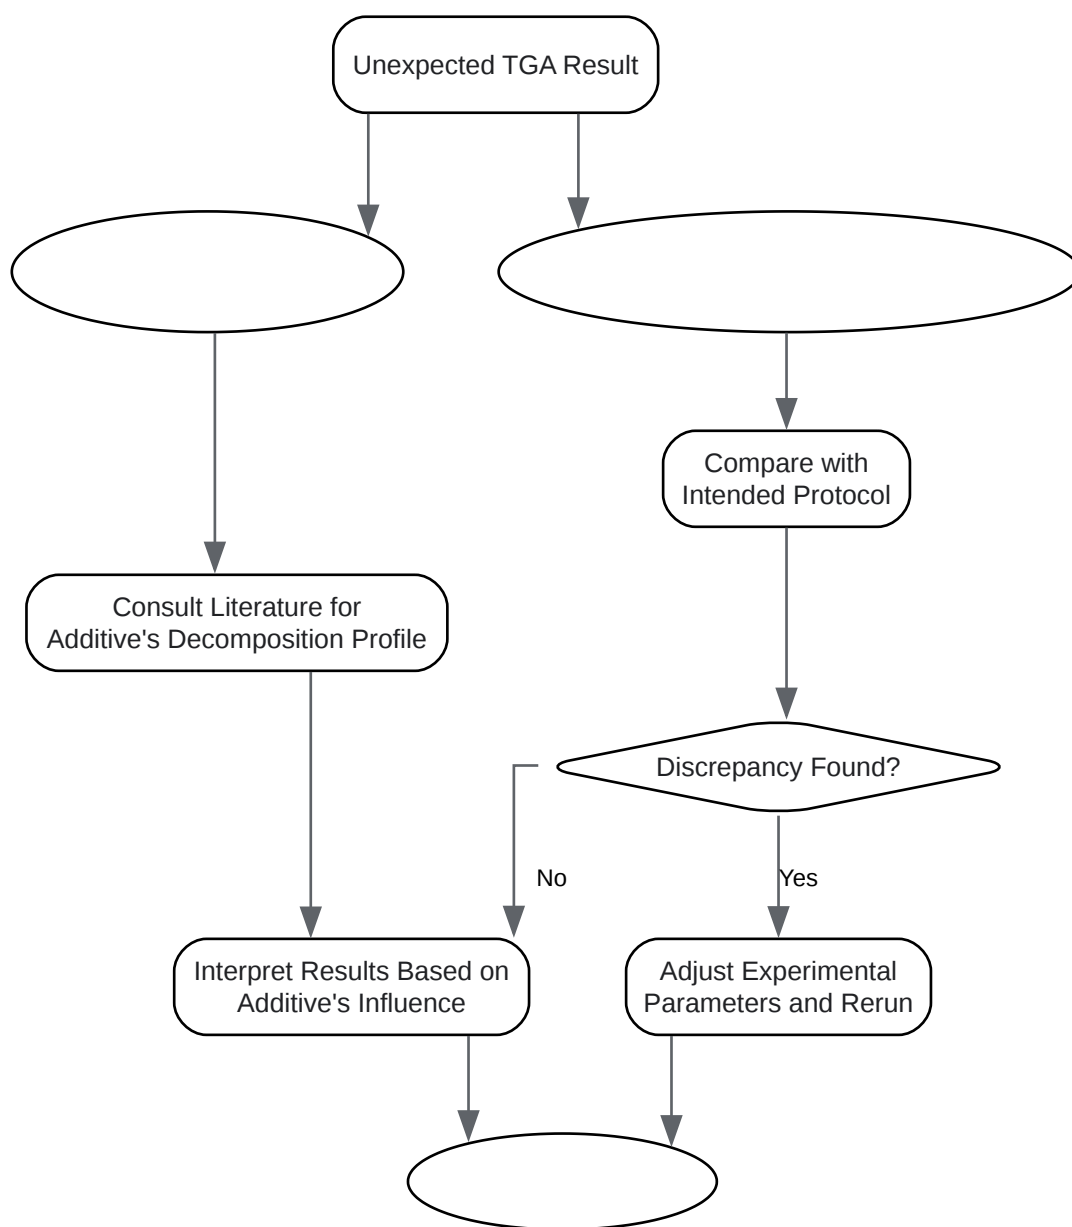 Unexpected TGA Result
Compare with
Intended Protocol
Consult Literature for
Additive's Decomposition Profile
Discrepancy Found?
No
Yes
Interpret Results Based on
Additive's Influence
Adjust Experimental
Parameters and Rerun